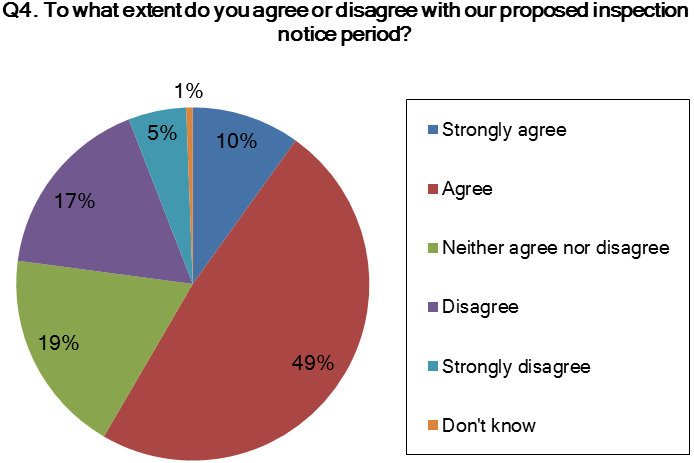 Q4. To what extent do you agree or disagree with our proposed inspection
notice period?
1%
10%
5%
17%
19%
49%
Strongly agree
Agree
Neither agree nor disagree
Disagree
Strongly disagree
Don't know